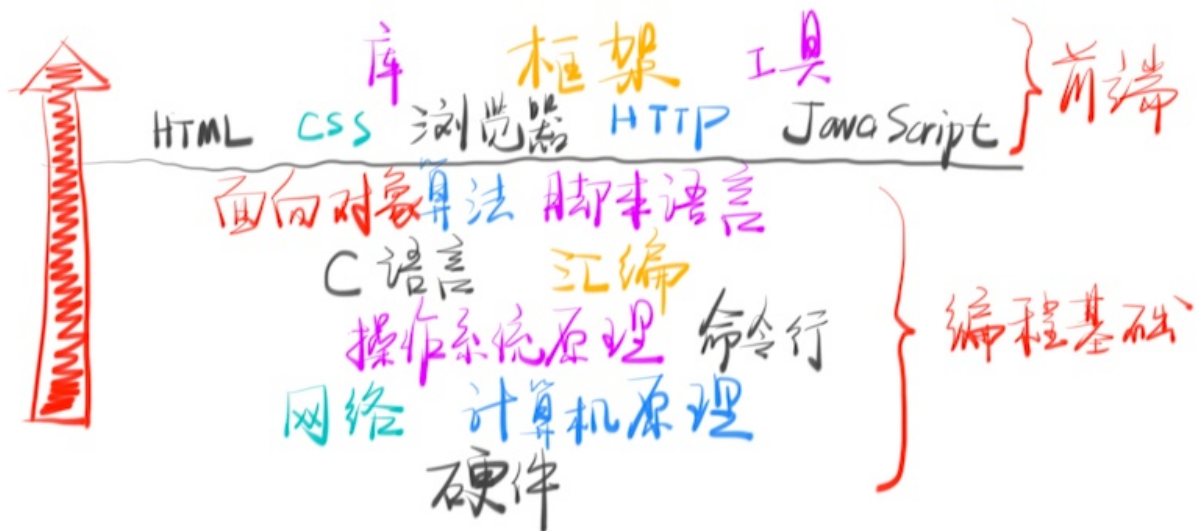 库 框架 工具
HTML CSS 浏览器 HTTP JavaScript
前端
面向对象 算法 脚本语言
C语言 汇编
操作系统原理 命令行
编程基础
网络 计算机原理
硬件